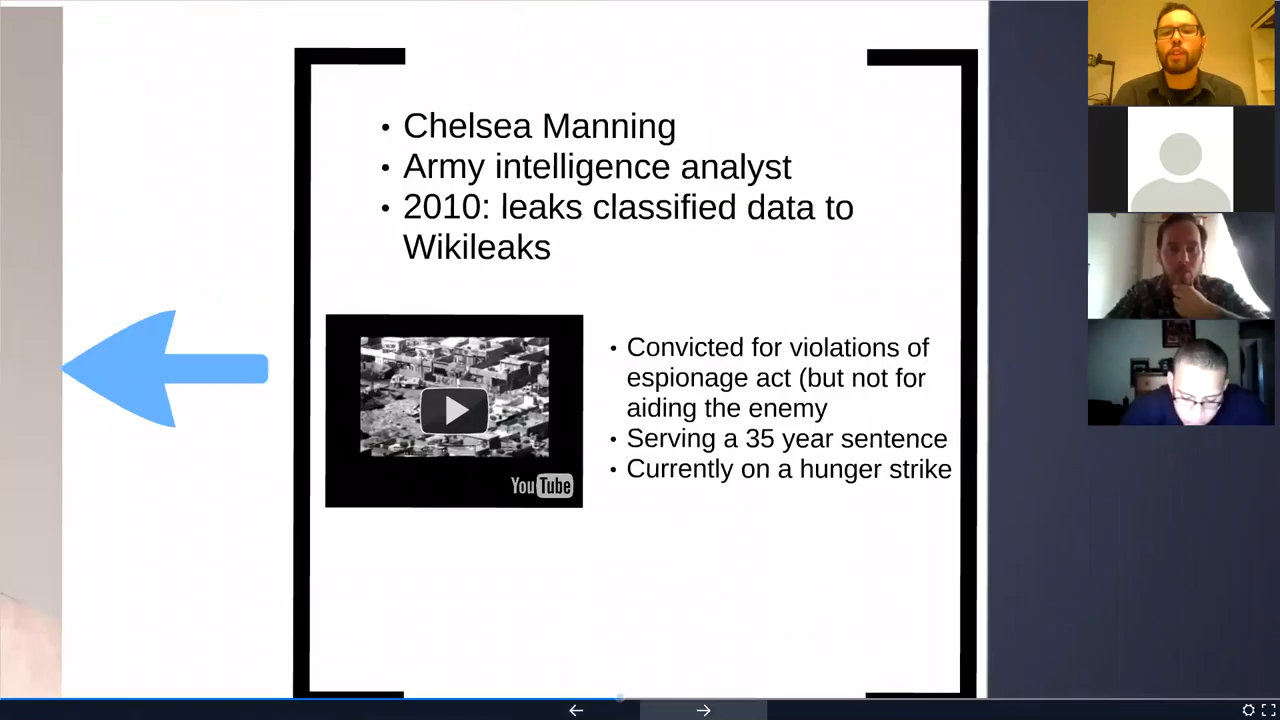 • Chelsea Manning
• Army intelligence analyst
• 2010: leaks classified data to
Wikileaks
• Convicted for violations of
espionage act (but not for
aiding the enemy
• Serving a 35 year sentence
• Currently on a hunger strike
YouTube